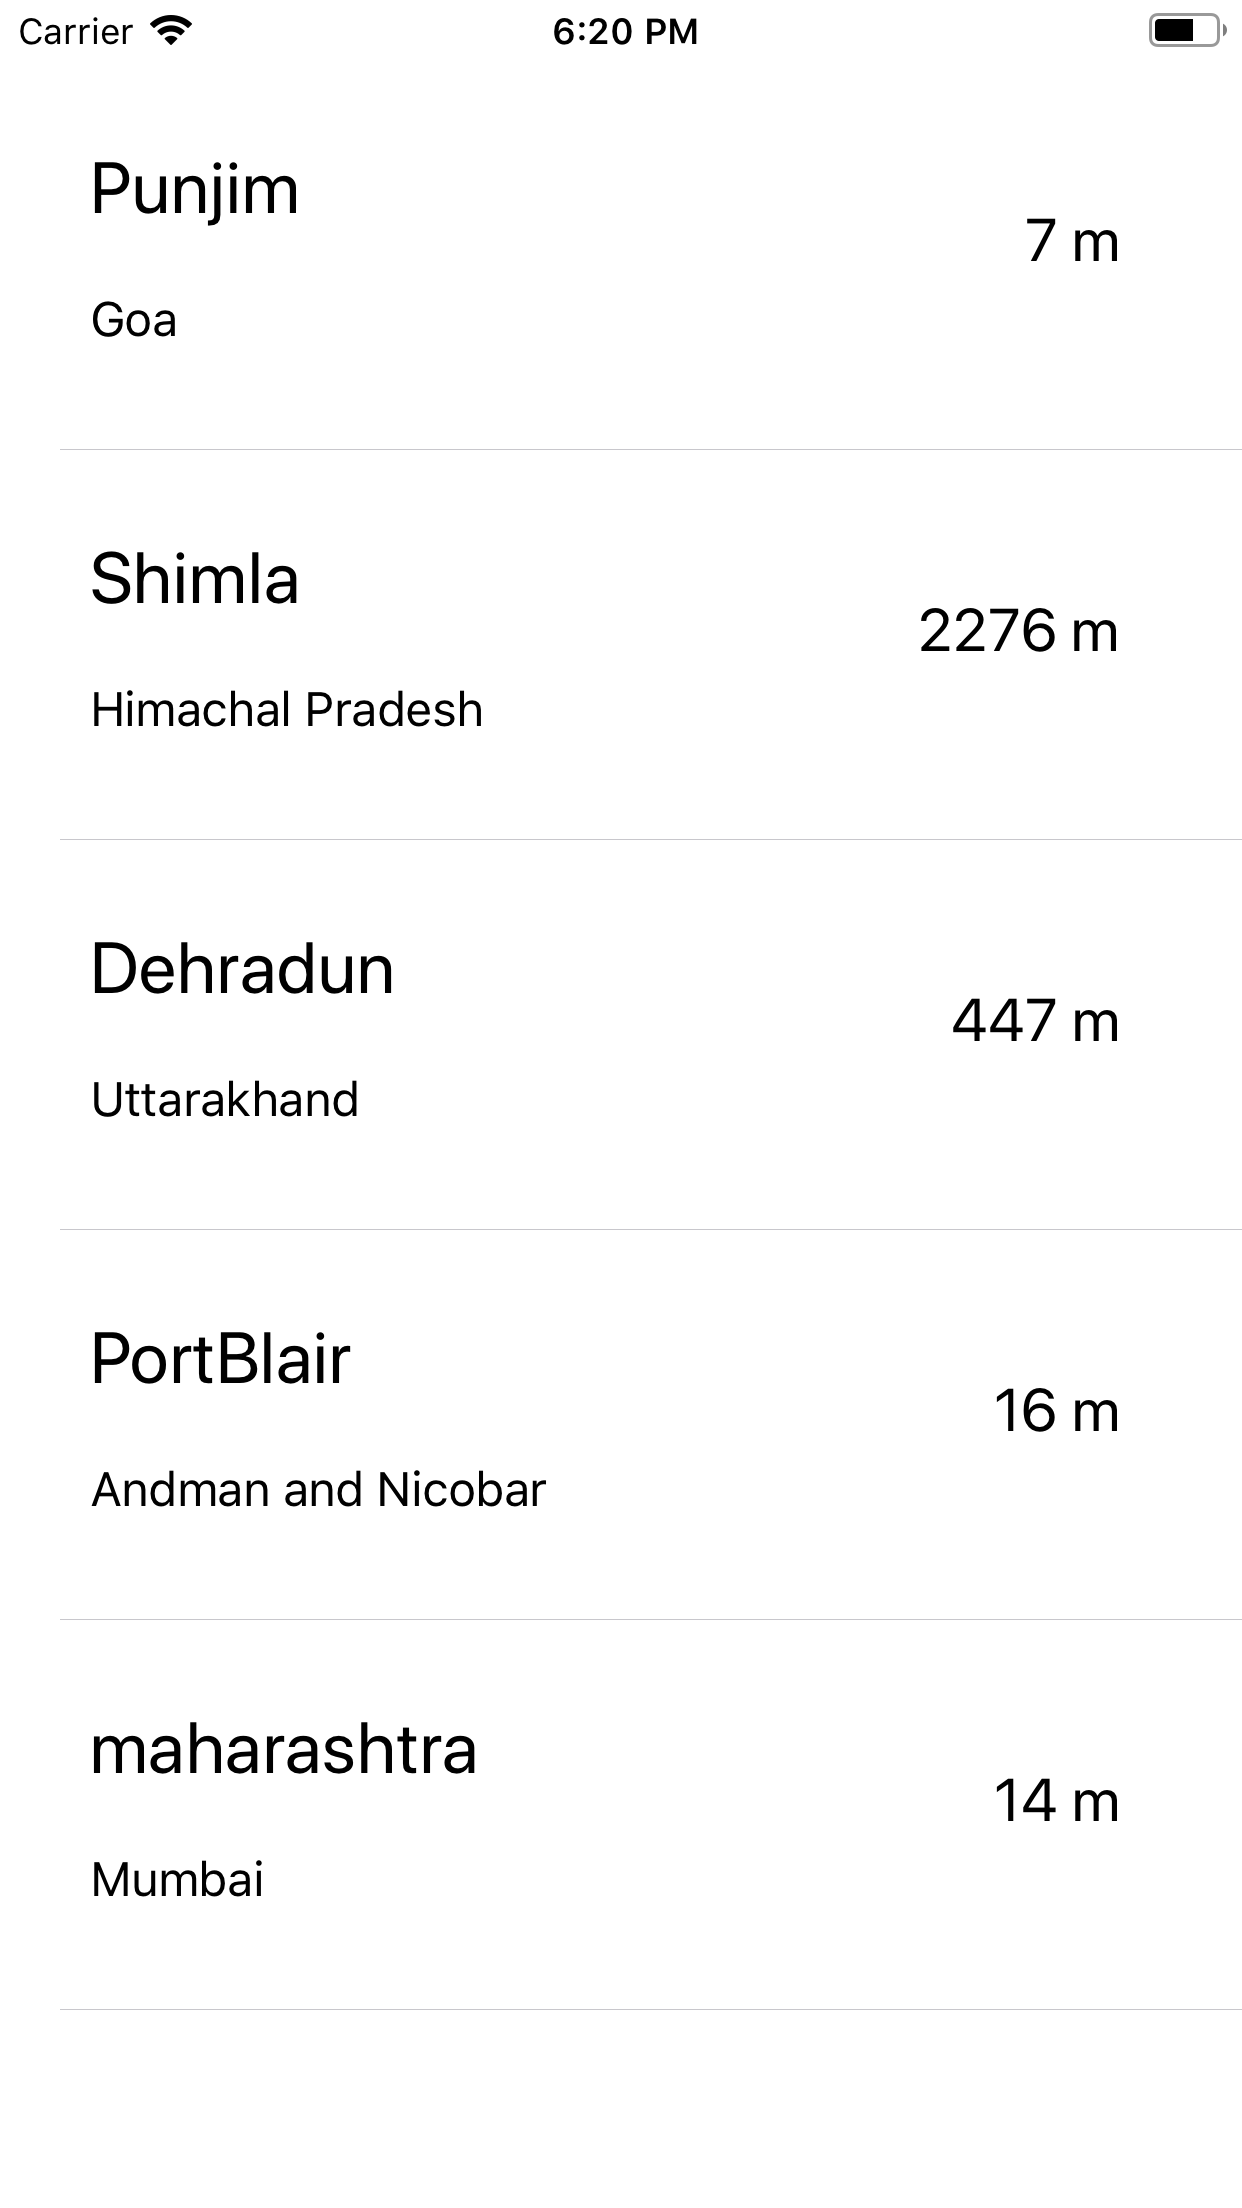 Carrier 6:20 PM
Punjim
7 m
Goa
Shimla
2276 m
Himachal Pradesh
Dehradun
447 m
Uttarakhand
PortBlair
16 m
Andman and Nicobar
maharashtra
14 m
Mumbai